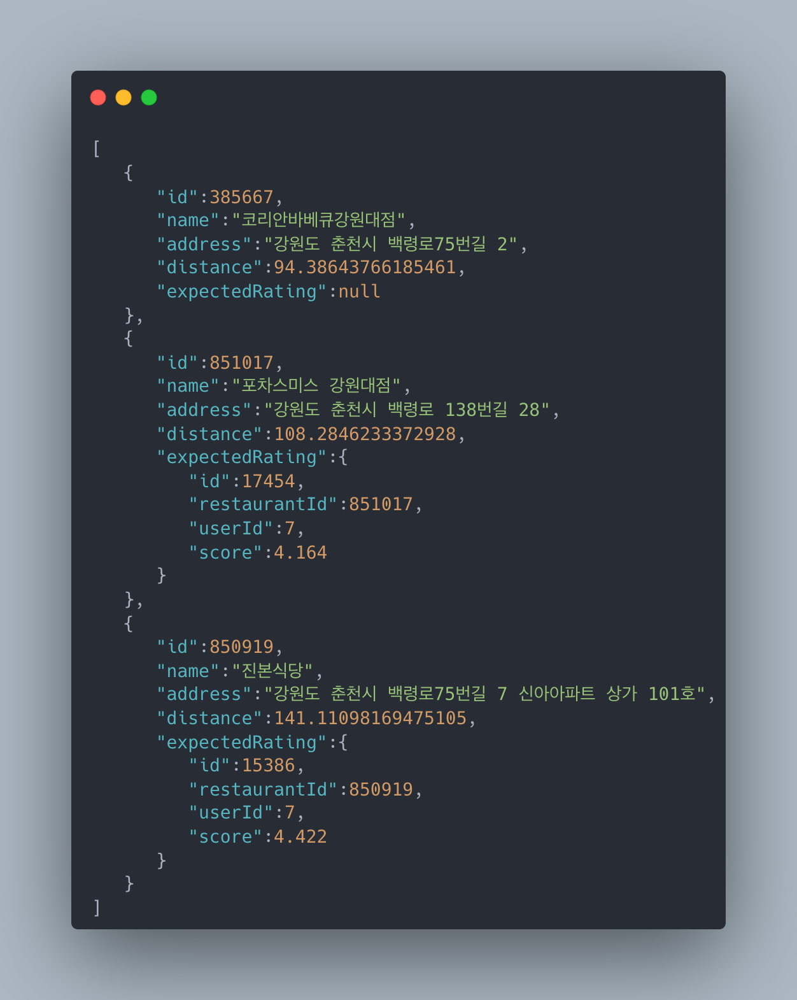 [
   {
      "id":385667,
      "name":"코리안바베큐강원대점",
      "address":"강원도 춘천시 백령로75번길 2",
      "distance":94.38643766185461,
      "expectedRating":null
   },
   {
      "id":851017,
      "name":"포차스미스 강원대점",
      "address":"강원도 춘천시 백령로 138번길 28",
      "distance":108.2846233372928,
      "expectedRating":{
         "id":17454,
         "restaurantId":851017,
         "userId":7,
         "score":4.164
      }
   },
   {
      "id":850919,
      "name":"진본식당",
      "address":"강원도 춘천시 백령로75번길 7 신아아파트 상가 101호",
      "distance":141.11098169475105,
      "expectedRating":{
         "id":15386,
         "restaurantId":850919,
         "userId":7,
         "score":4.422
      }
   }
]